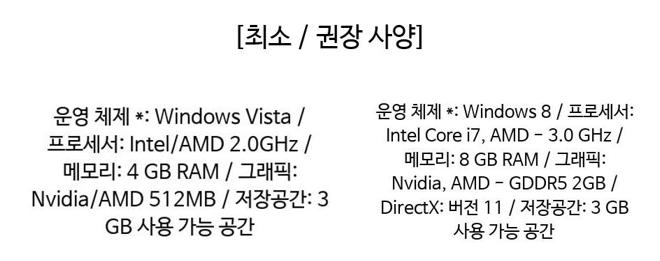 [최소 / 권장 사양]
운영 체제 *: Windows Vista /
프로세서: Intel/AMD 2.0GHz /
메모리: 4 GB RAM / 그래픽:
Nvidia/AMD 512MB / 저장공간: 3
GB 사용 가능 공간
운영 체제 *: Windows 8 / 프로세서:
Intel Core i7, AMD - 3.0 GHz /
메모리: 8 GB RAM / 그래픽:
Nvidia, AMD - GDDR5 2GB /
DirectX: 버전 11 / 저장공간: 3 GB
사용 가능 공간